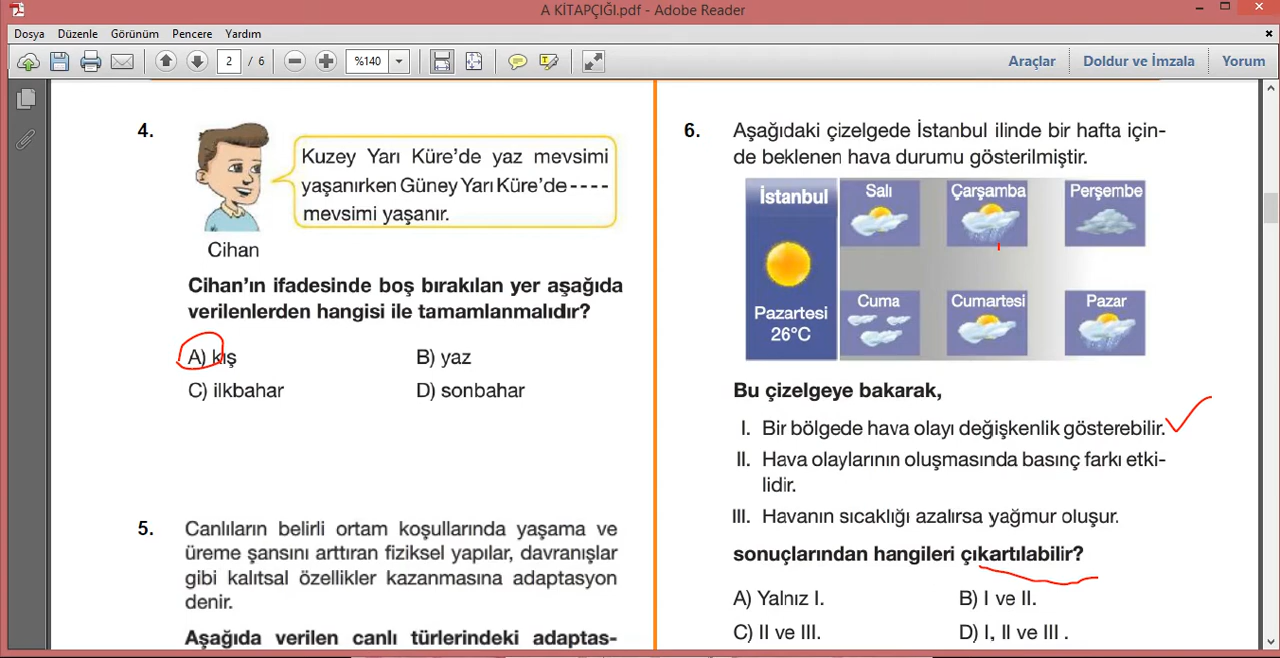 A KİTAPÇIĞI.pdf - Adobe Reader
Dosya Düzenle Görünüm Pencere Yardım
2 / 6 %140 Araçlar Doldur ve İmzala Yorum
4.
Kuzey Yarı Küre’de yaz mevsimi
yaşanırken Güney Yarı Küre’de ----
mevsimi yaşanır.
Cihan
Cihan’ın ifadesinde boş bırakılan yer aşağıda
verilenlerden hangisi ile tamamlanmalıdır?
A) kış B) yaz
C) ilkbahar D) sonbahar
5. Canlıların belirli ortam koşullarında yaşama ve
üreme şansını arttıran fiziksel yapılar, davranışlar
gibi kalıtsal özellikler kazanmasına adaptasyon
denir.
Aşağıda verilen canlı türlerindeki adaptas-
6. Aşağıdaki çizelgede İstanbul ilinde bir hafta için-
de beklenen hava durumu gösterilmiştir.
İstanbul
Pazartesi
26°C
Salı Çarşamba Perşembe
Cuma Cumartesi Pazar
Bu çizelgeye bakarak,
I. Bir bölgede hava olayı değişkenlik gösterebilir.
II. Hava olaylarının oluşmasında basınç farkı etki-
lidir.
III. Havanın sıcaklığı azalırsa yağmur oluşur.
sonuçlarından hangileri çıkartılabilir?
A) Yalnız I. B) I ve II.
C) II ve III. D) I, II ve III .